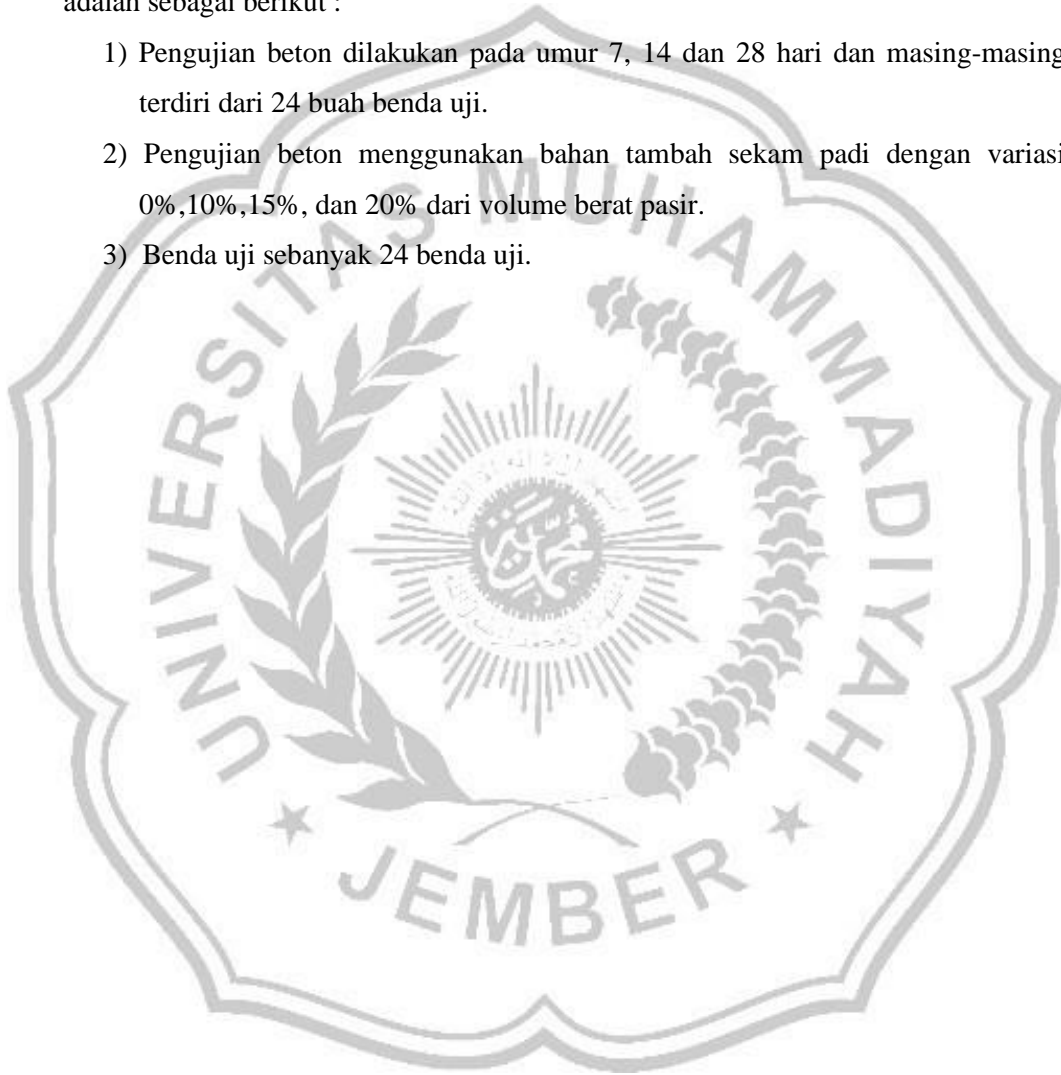 adalah sebagai berikut :
1) Pengujian beton dilakukan pada umur 7, 14 dan 28 hari dan masing-masing
terdiri dari 24 buah benda uji.
2) Pengujian beton menggunakan bahan tambah sekam padi dengan variasi
0%,10%,15%, dan 20% dari volume berat pasir.
3) Benda uji sebanyak 24 benda uji.
UNIVERSITAS MUHAMMADIYAH
JEMBER